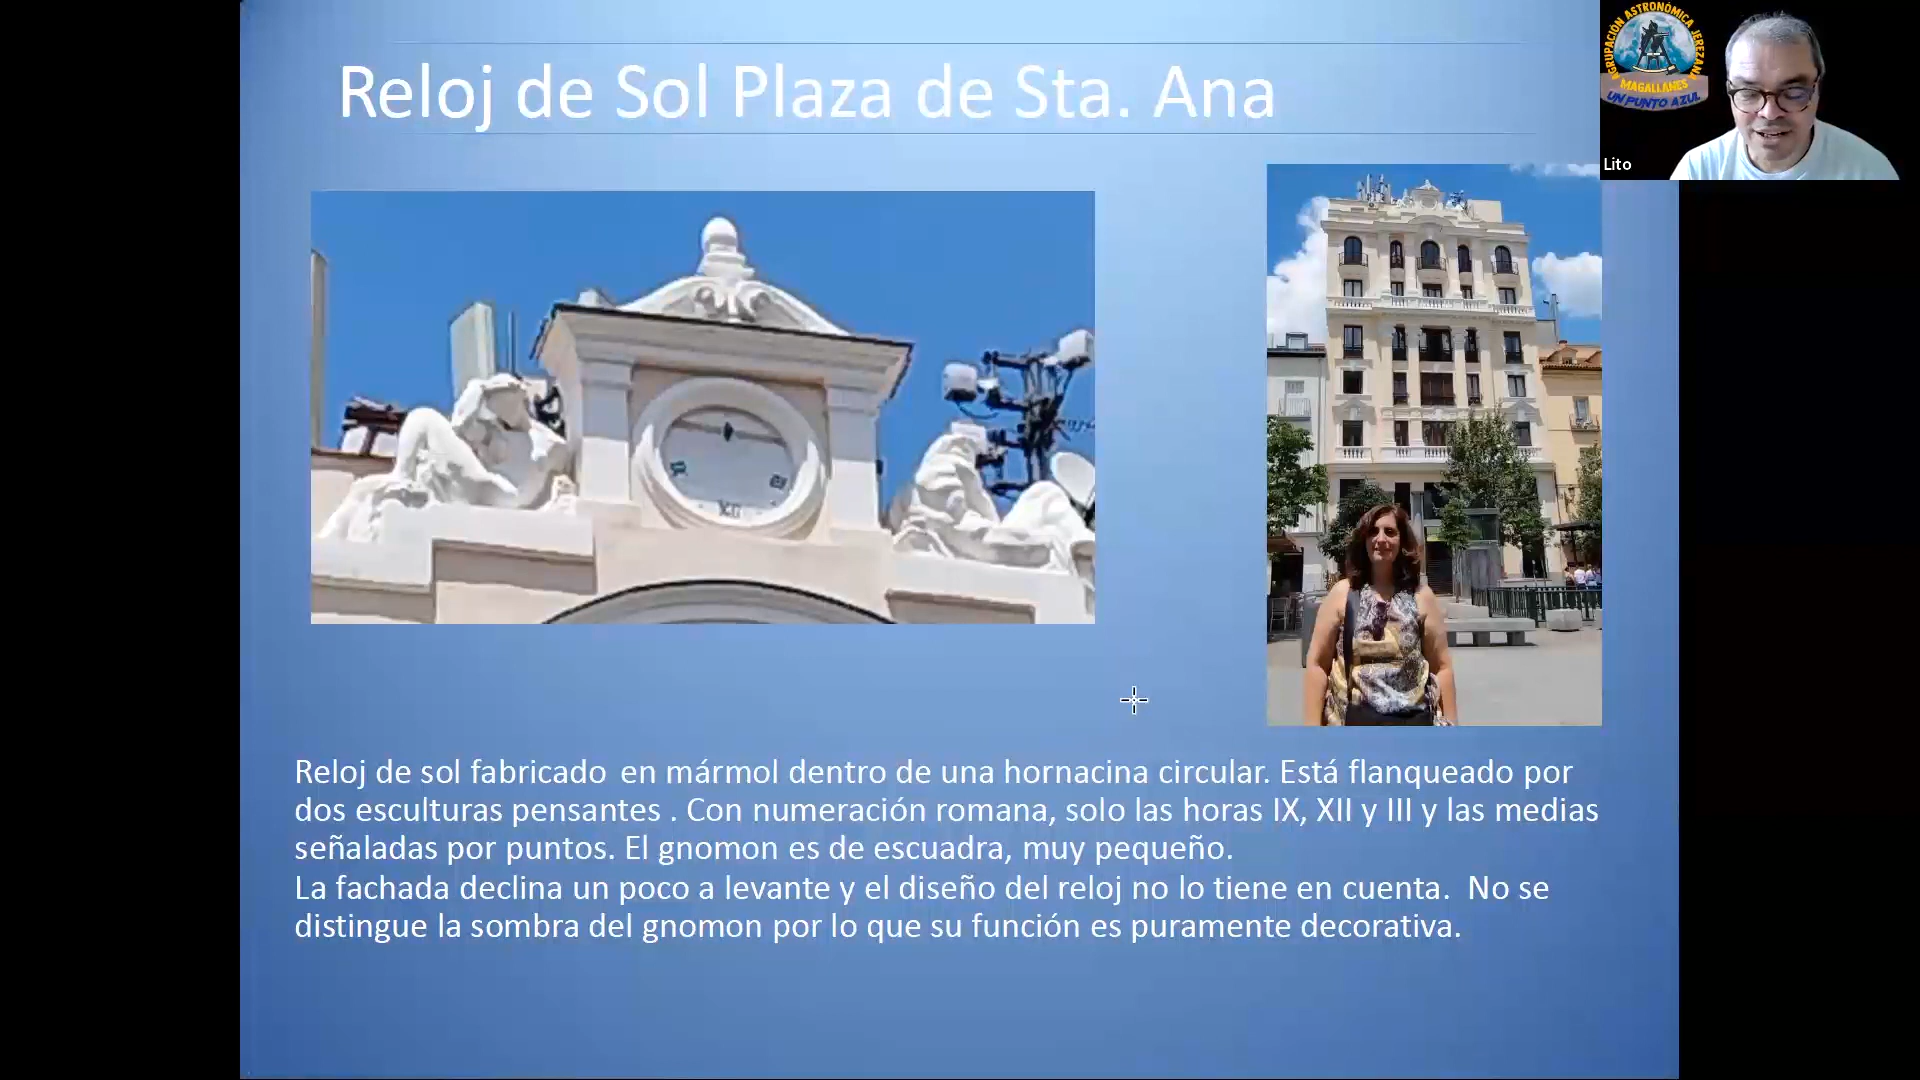 Reloj de Sol Plaza de Sta. Ana
AGRUPACIÓN ASTRONÓMICA JEREZANA
MAGALLANES
UN PUNTO AZUL
Lito
XII
Reloj de sol fabricado en mármol dentro de una hornacina circular. Está flanqueado por
dos esculturas pensantes . Con numeración romana, solo las horas IX, XII y III y las medias
señaladas por puntos. El gnomon es de escuadra, muy pequeño.
La fachada declina un poco a levante y el diseño del reloj no lo tiene en cuenta. No se
distingue la sombra del gnomon por lo que su función es puramente decorativa.